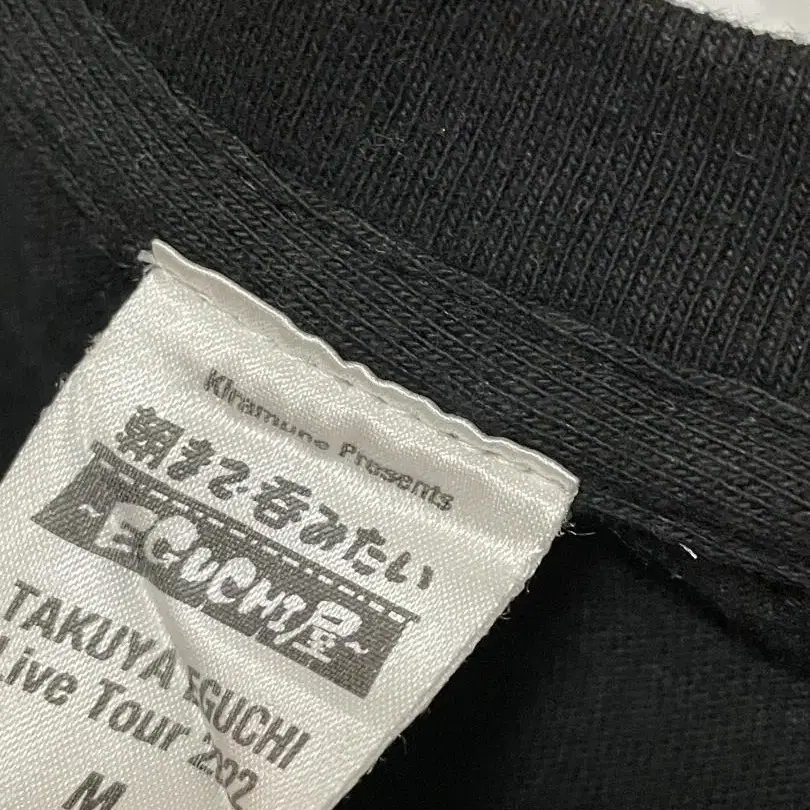 Kiramune Presents
朝まで呑みたい
~EGUCHI屋~
TAKUYA EGUCHI
Live Tour 202
M